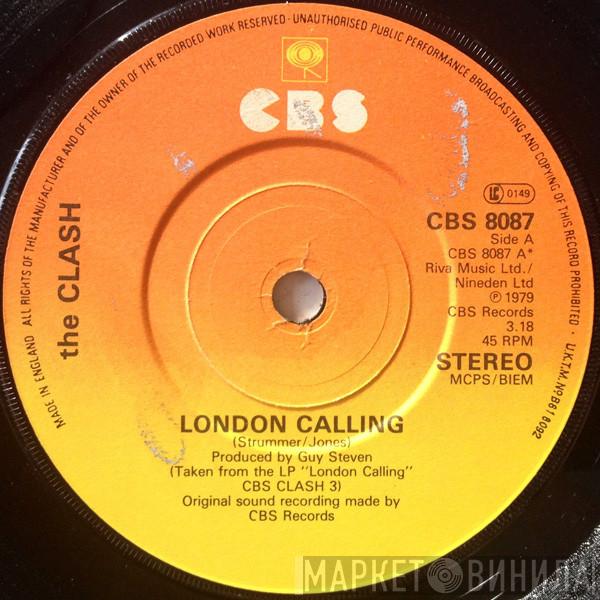 MADE IN ENGLAND ALL RIGHTS OF THE MANUFACTURER AND OF THE OWNER OF THE RECORDED WORK RESERVED · UNAUTHORISED PUBLIC PERFORMANCE BROADCASTING AND COPYING OF THIS RECORD PROHIBITED · U.K.T.M. Nº B618092
CBS
the CLASH
LC 0149
CBS 8087
Side A
CBS 8087 A*
Riva Music Ltd./
Nineden Ltd
℗ 1979
CBS Records
3.18
45 RPM
STEREO
MCPS/BIEM
LONDON CALLING
(Strummer/Jones)
Produced by Guy Steven
(Taken from the LP "London Calling"
CBS CLASH 3)
Original sound recording made by
CBS Records
МАРКЕТ ВИНИЛА